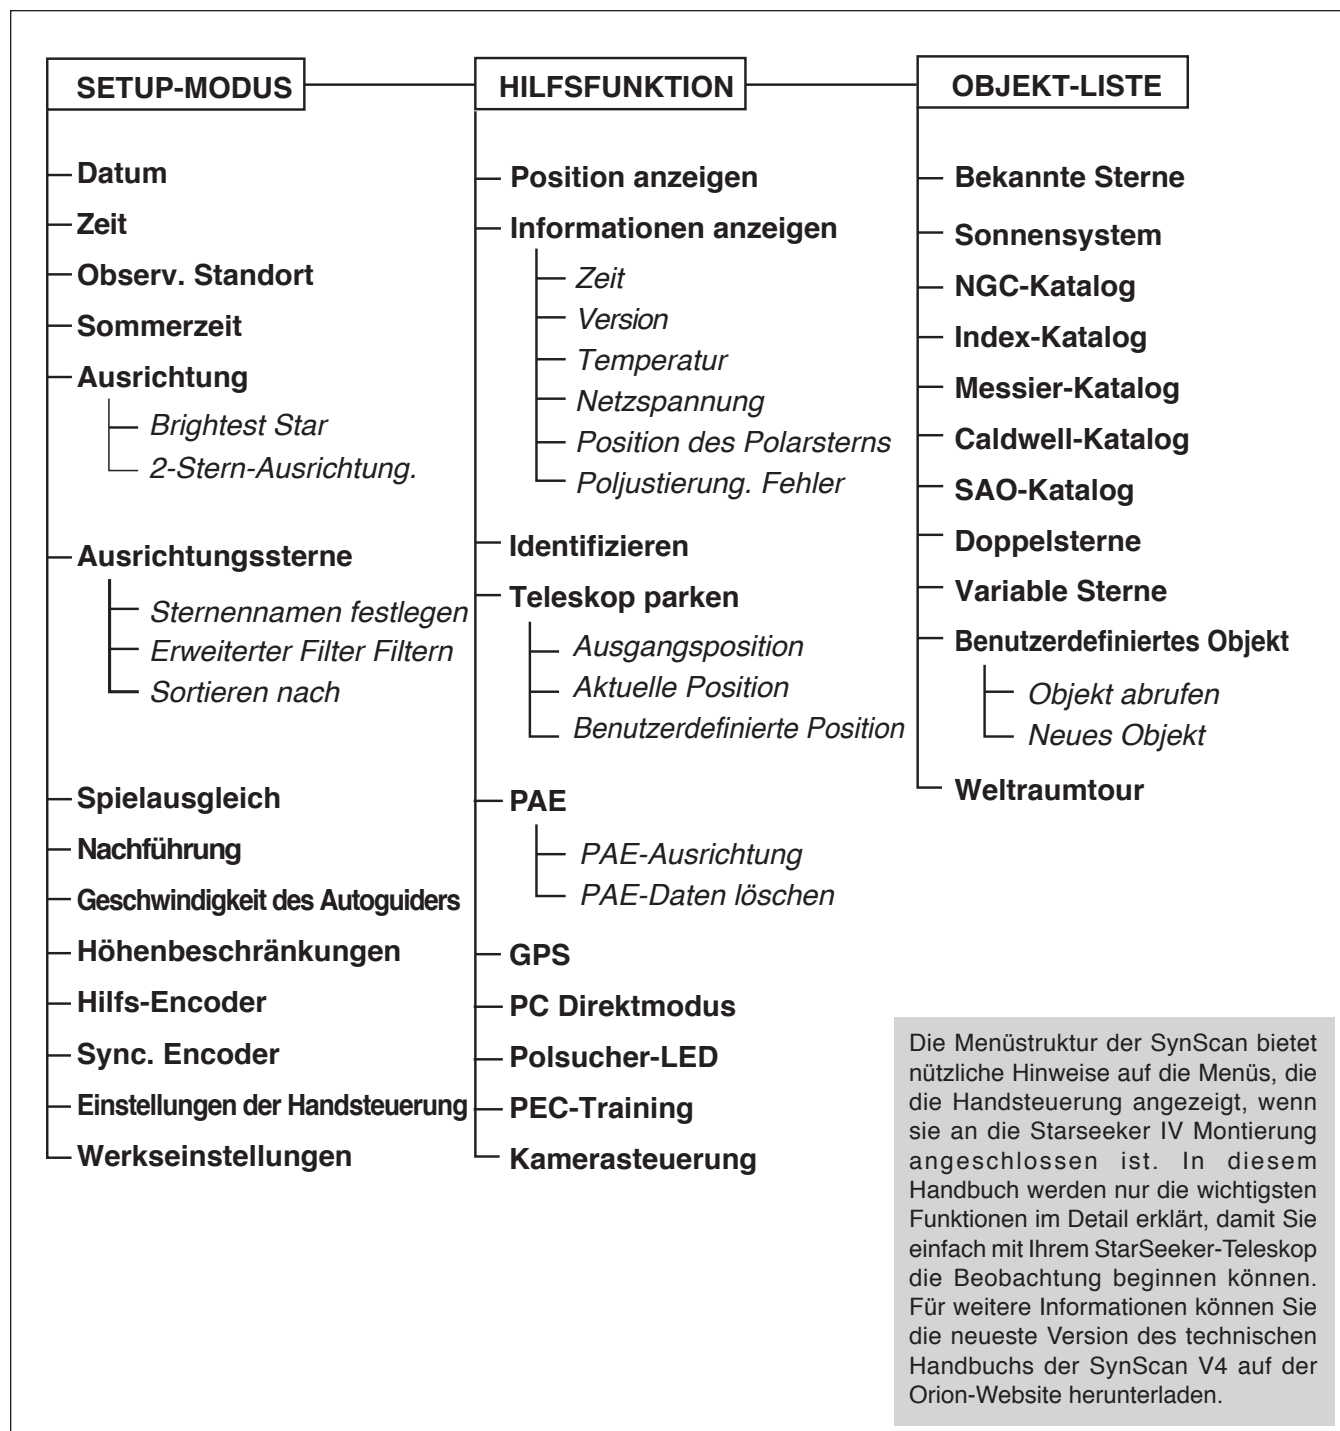 SETUP-MODUS
Datum
Zeit
Observ. Standort
Sommerzeit
Ausrichtung
Brightest Star
2-Stern-Ausrichtung.
Ausrichtungssterne
Sternennamen festlegen
Erweiterter Filter Filtern
Sortieren nach
Spielausgleich
Nachführung
Geschwindigkeit des Autoguiders
Höhenbeschränkungen
Hilfs-Encoder
Sync. Encoder
Einstellungen der Handsteuerung
Werkseinstellungen
HILFSFUNKTION
Position anzeigen
Informationen anzeigen
Zeit
Version
Temperatur
Netzspannung
Position des Polarsterns
Poljustierung. Fehler
Identifizieren
Teleskop parken
Ausgangsposition
Aktuelle Position
Benutzerdefinierte Position
PAE
PAE-Ausrichtung
PAE-Daten löschen
GPS
PC Direktmodus
Polsucher-LED
PEC-Training
Kamerasteuerung
OBJEKT-LISTE
Bekannte Sterne
Sonnensystem
NGC-Katalog
Index-Katalog
Messier-Katalog
Caldwell-Katalog
SAO-Katalog
Doppelsterne
Variable Sterne
Benutzerdefiniertes Objekt
Objekt abrufen
Neues Objekt
Weltraumtour
Die Menüstruktur der SynScan bietet
nützliche Hinweise auf die Menüs, die
die Handsteuerung angezeigt, wenn
sie an die Starseeker IV Montierung
angeschlossen ist. In diesem
Handbuch werden nur die wichtigsten
Funktionen im Detail erklärt, damit Sie
einfach mit Ihrem StarSeeker-Teleskop
die Beobachtung beginnen können.
Für weitere Informationen können Sie
die neueste Version des technischen
Handbuchs der SynScan V4 auf der
Orion-Website herunterladen.